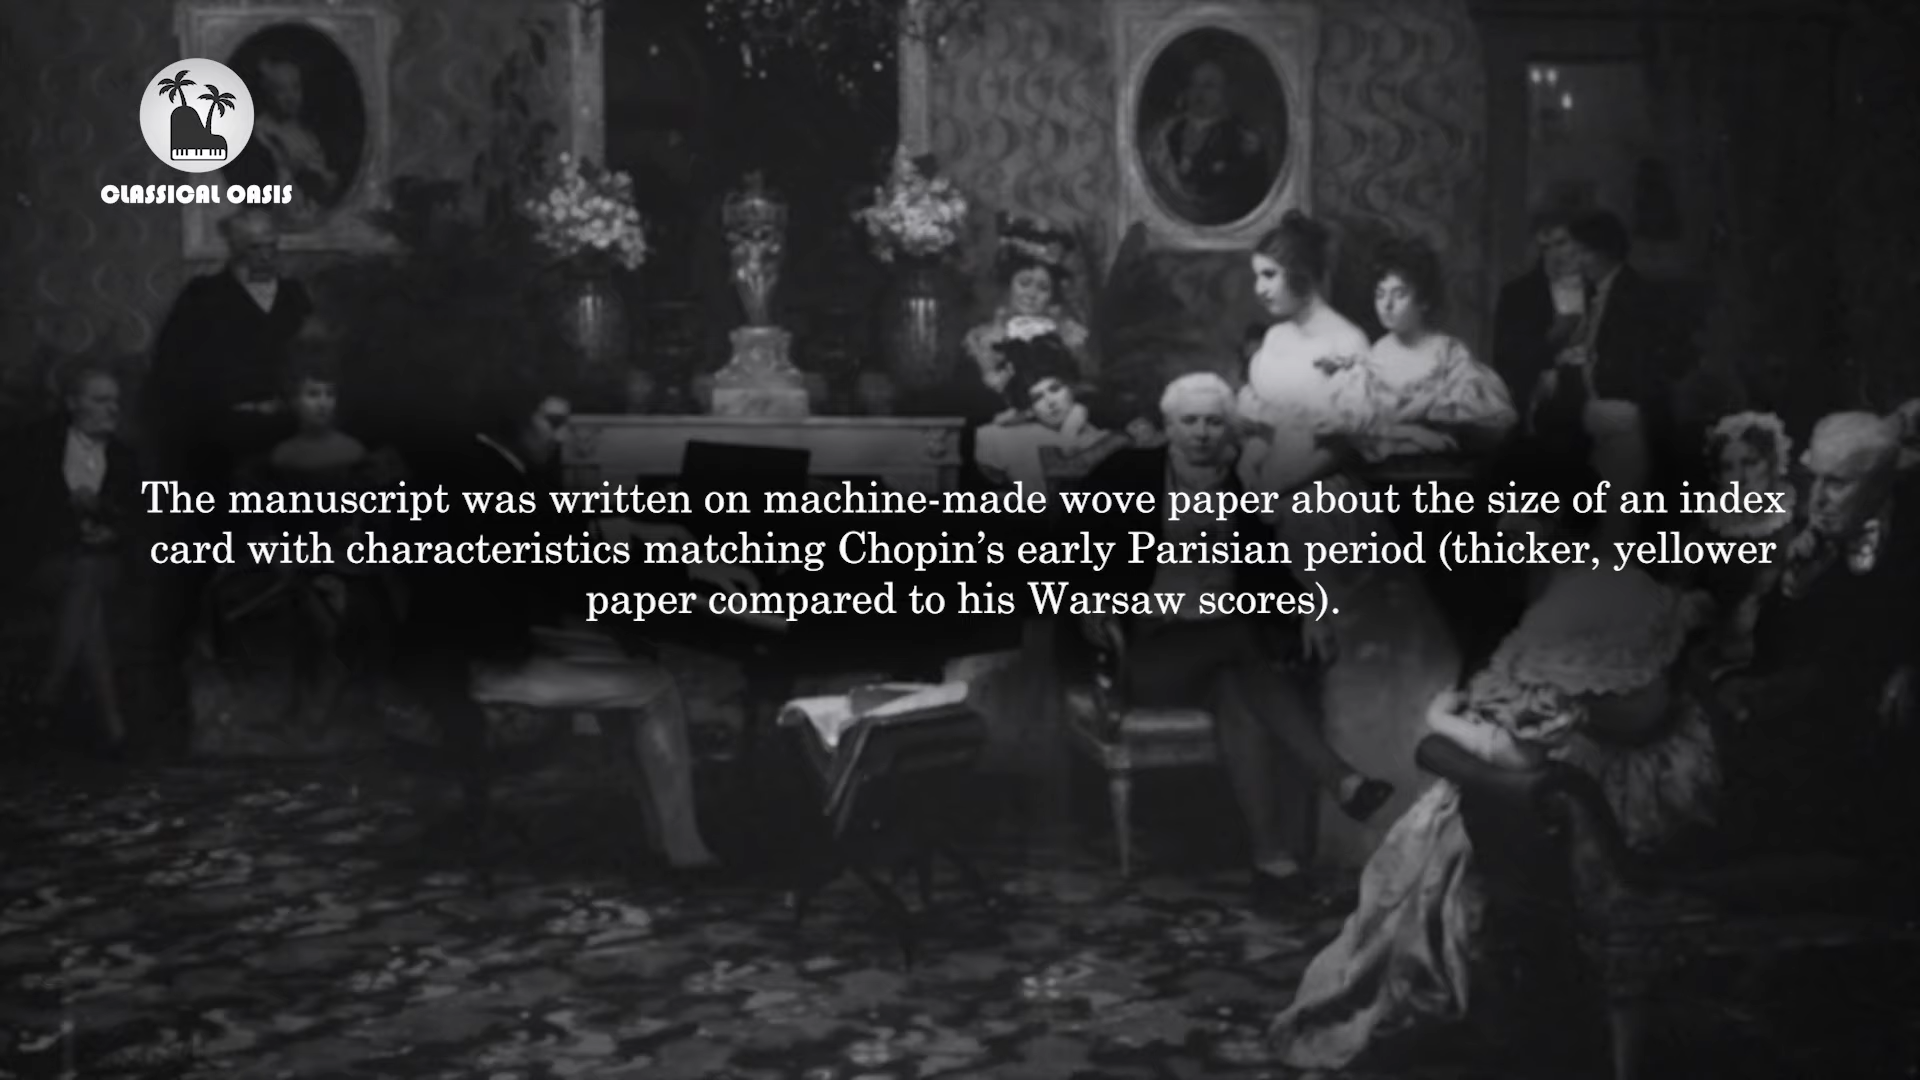 CLASSICAL OASIS
The manuscript was written on machine-made wove paper about the size of an index
card with characteristics matching Chopin’s early Parisian period (thicker, yellower
paper compared to his Warsaw scores).